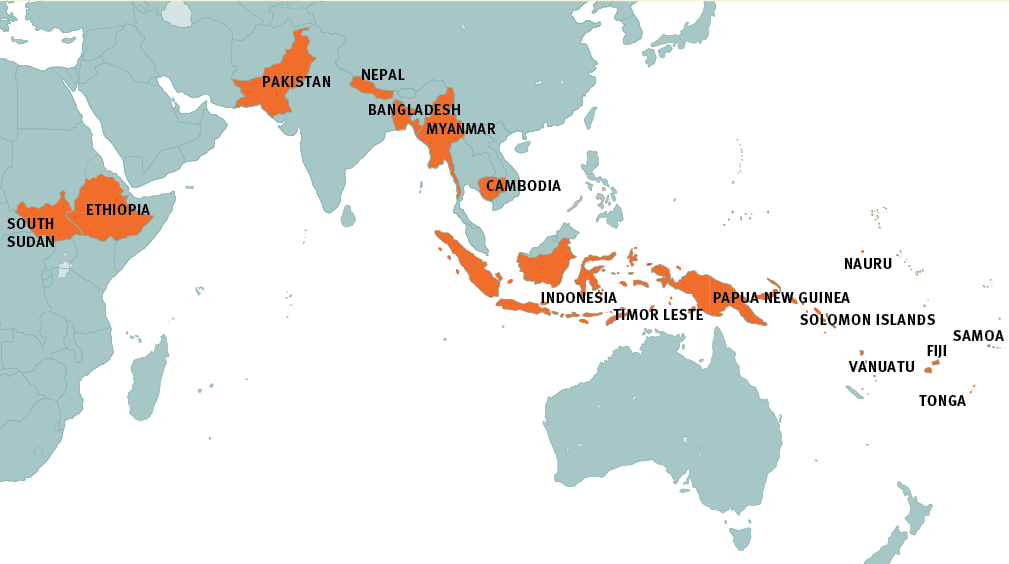 PAKISTAN
NEPAL
BANGLADESH
MYANMAR
CAMBODIA
ETHIOPIA
SOUTH
SUDAN
INDONESIA
TIMOR LESTE
PAPUA NEW GUINEA
NAURU
SOLOMON ISLANDS
SAMOA
FIJI
VANUATU
TONGA